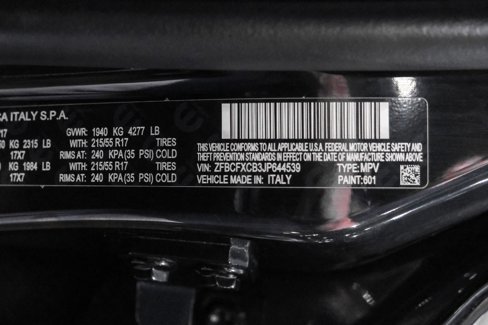 CA ITALY S.P.A.
17
GVWR: 1940 KG 4277 LB
KG 2315 LB WITH: 215/55 R17 TIRES
17X7 RIMS AT: 240 KPA(35 PSI) COLD
KG 1984 LB WITH: 215/55 R17 TIRES
17X7 RIMS AT: 240 KPA(35 PSI) COLD
THIS VEHICLE CONFORMS TO ALL APPLICABLE U.S.A. FEDERAL MOTOR VEHICLE
THEFT PREVENTION STANDARDS IN EFFECT ON THE DATE OF MANUFACTURE SHOWN ABOVE.
VIN: ZFBCFXCB3JP644539 TYPE: MPV
VEHICLE MADE IN: ITALY PAINT: 601